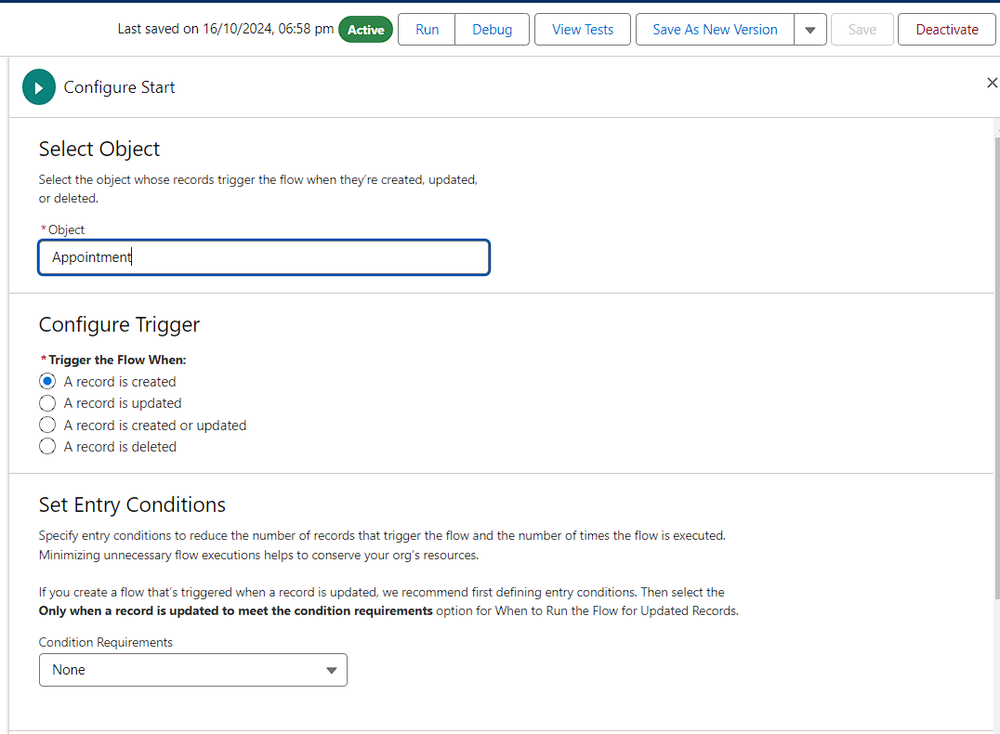 Last saved on 16/10/2024, 06:58 pm Active Run Debug View Tests Save As New Version Save Deactivate
Configure Start
Select Object
Select the object whose records trigger the flow when they're created, updated,
or deleted.
* Object
Appointment
Configure Trigger
* Trigger the Flow When:
A record is created
A record is updated
A record is created or updated
A record is deleted
Set Entry Conditions
Specify entry conditions to reduce the number of records that trigger the flow and the number of times the flow is executed.
Minimizing unnecessary flow executions helps to conserve your org's resources.
If you create a flow that's triggered when a record is updated, we recommend first defining entry conditions. Then select the
Only when a record is updated to meet the condition requirements option for When to Run the Flow for Updated Records.
Condition Requirements
None